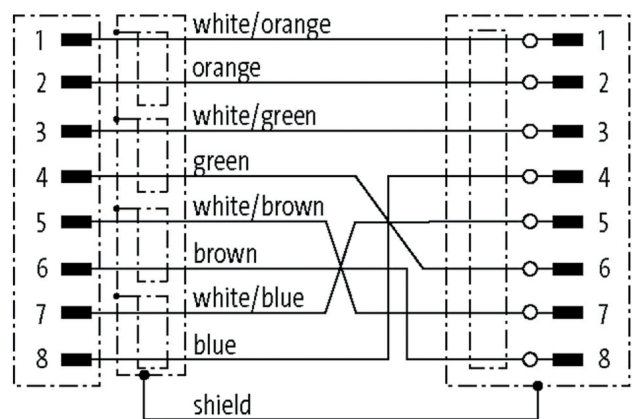 1 white/orange 1
2 orange 2
3 white/green 3
4 green 4
5 white/brown 5
6 brown 6
7 white/blue 7
8 blue 8
shield